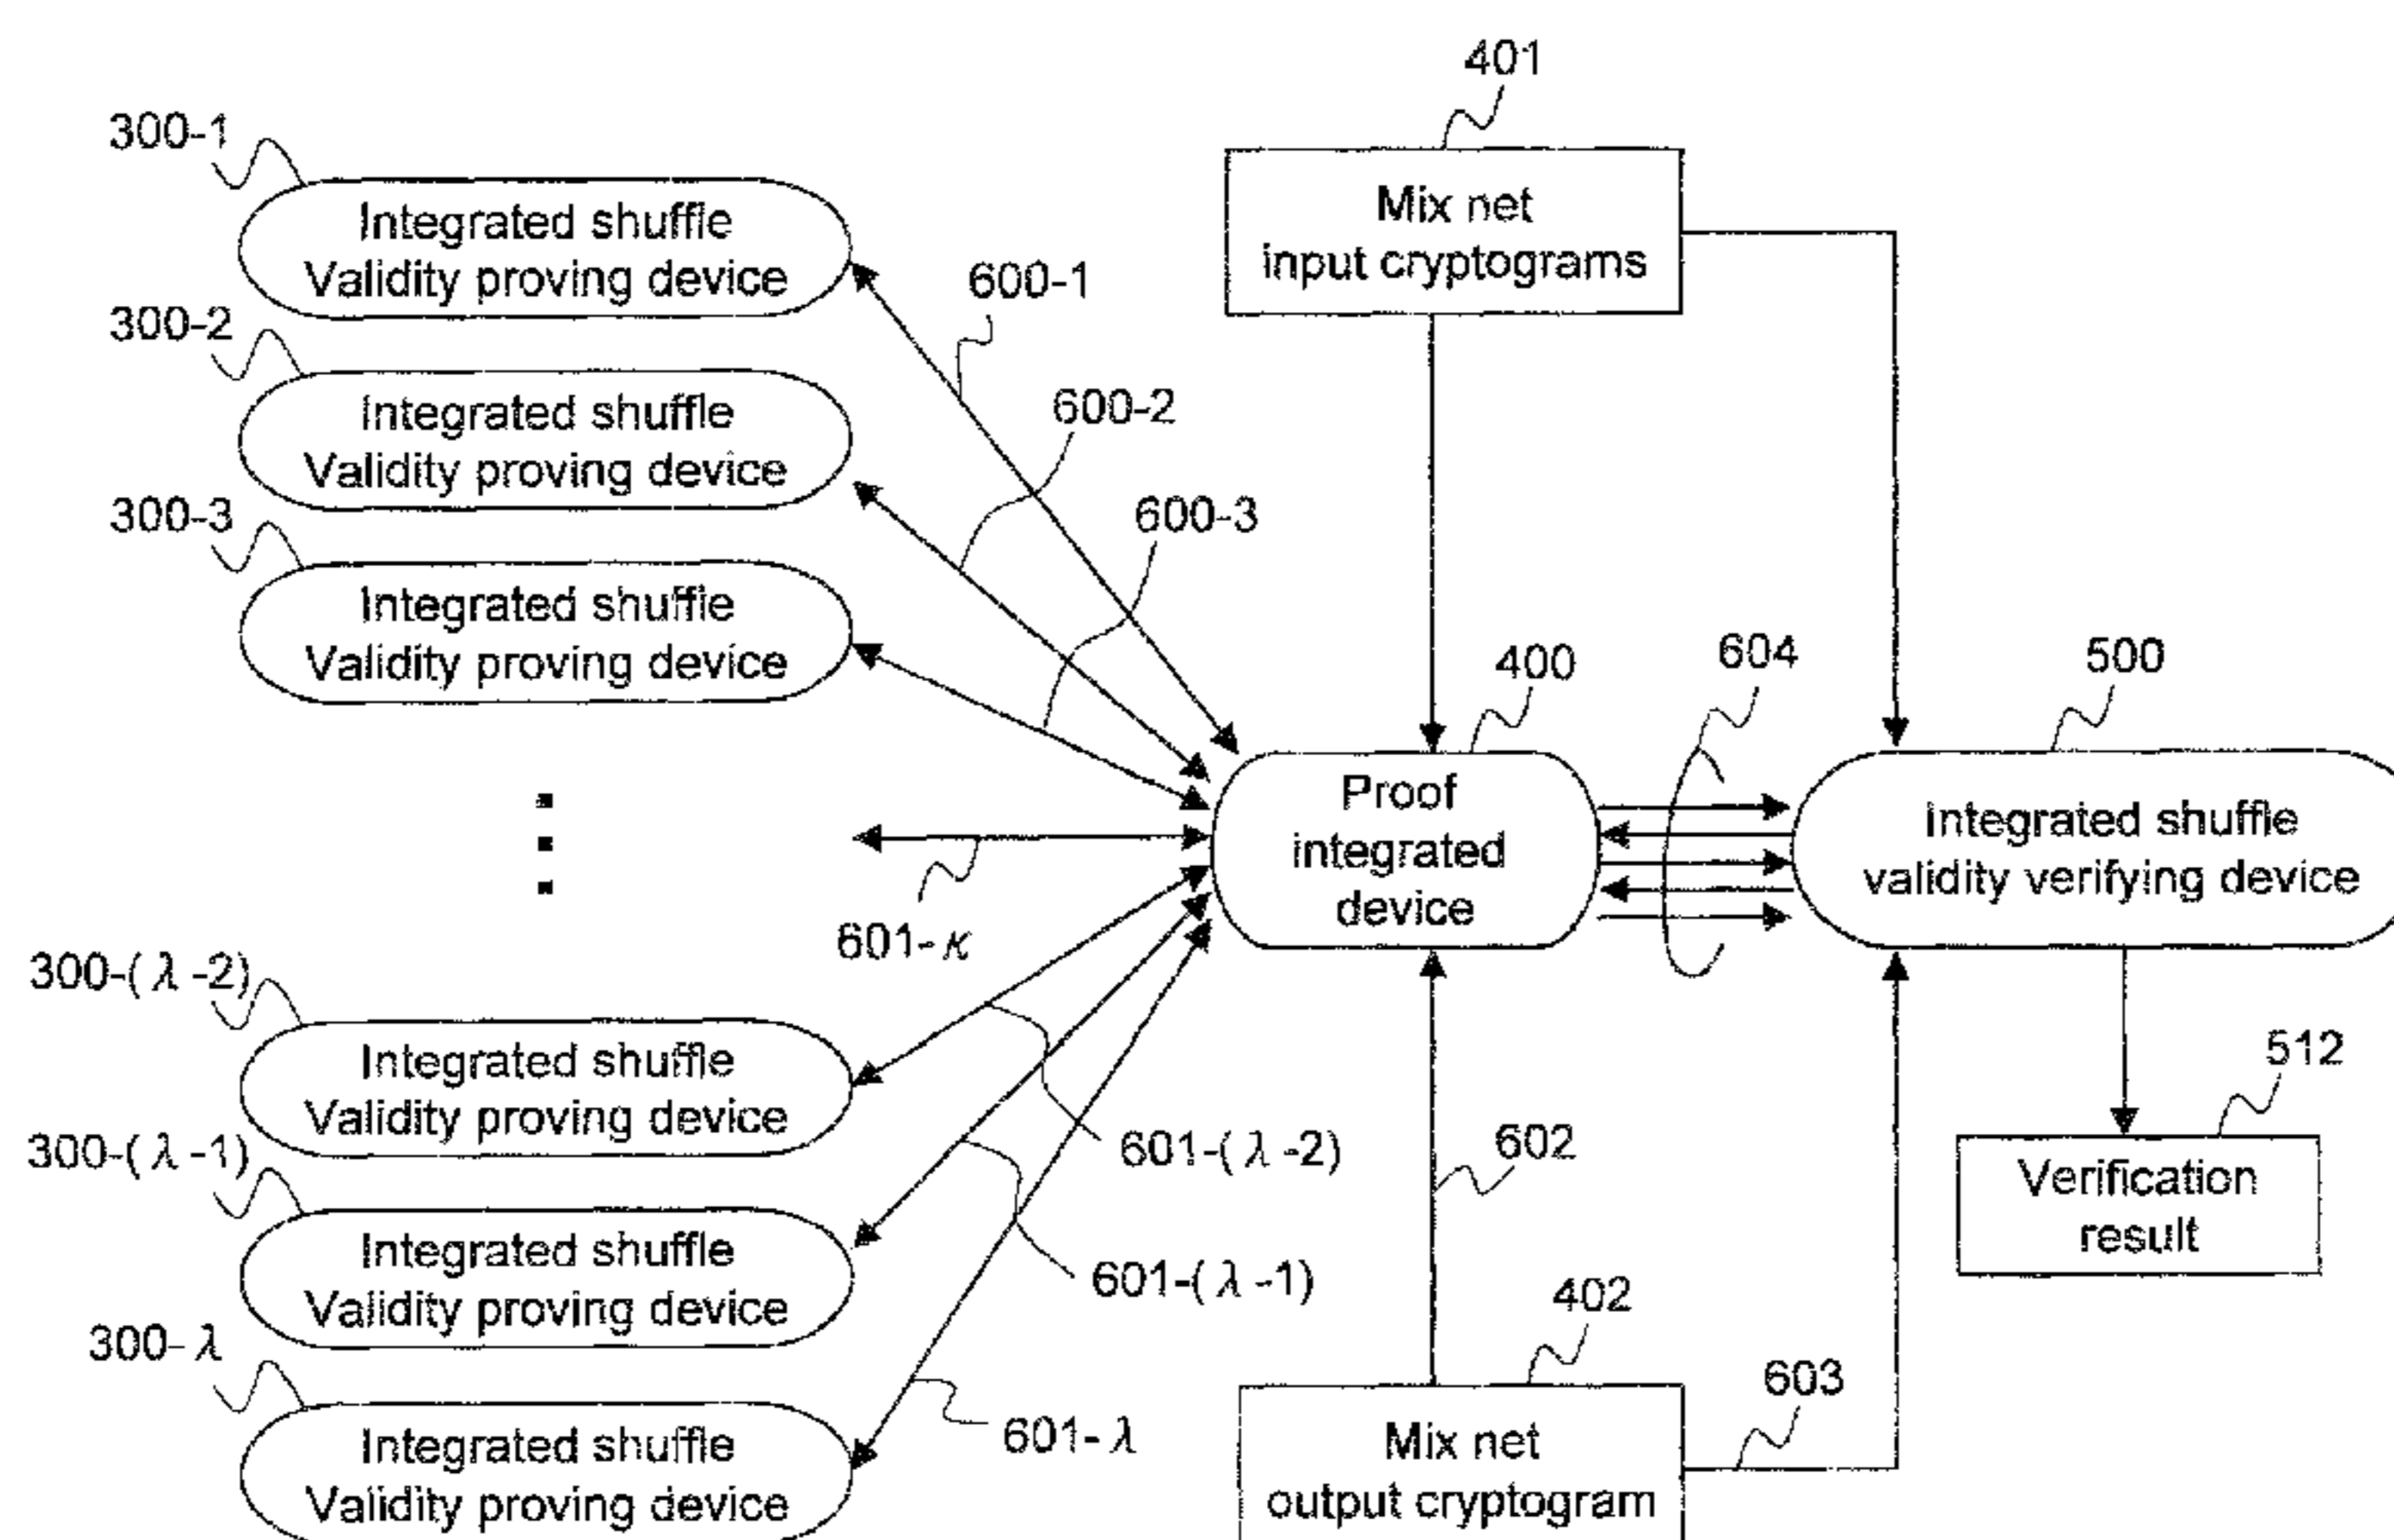 401
300-1
Integrated shuffle
Validity proving device
Mix net
input cryptograms
600-1
300-2
Integrated shuffle
Validity proving device
600-2
300-3
Integrated shuffle
Validity proving device
600-3
400
604
500
Proof
integrated
device
Integrated shuffle
validity verifying device
601-κ
300-(λ-2)
Integrated shuffle
Validity proving device
601-(λ-2)
602
512
Verification
result
300-(λ-1)
Integrated shuffle
Validity proving device
601-(λ-1)
402
300-λ
Integrated shuffle
Validity proving device
601-λ
603
Mix net
output cryptogram